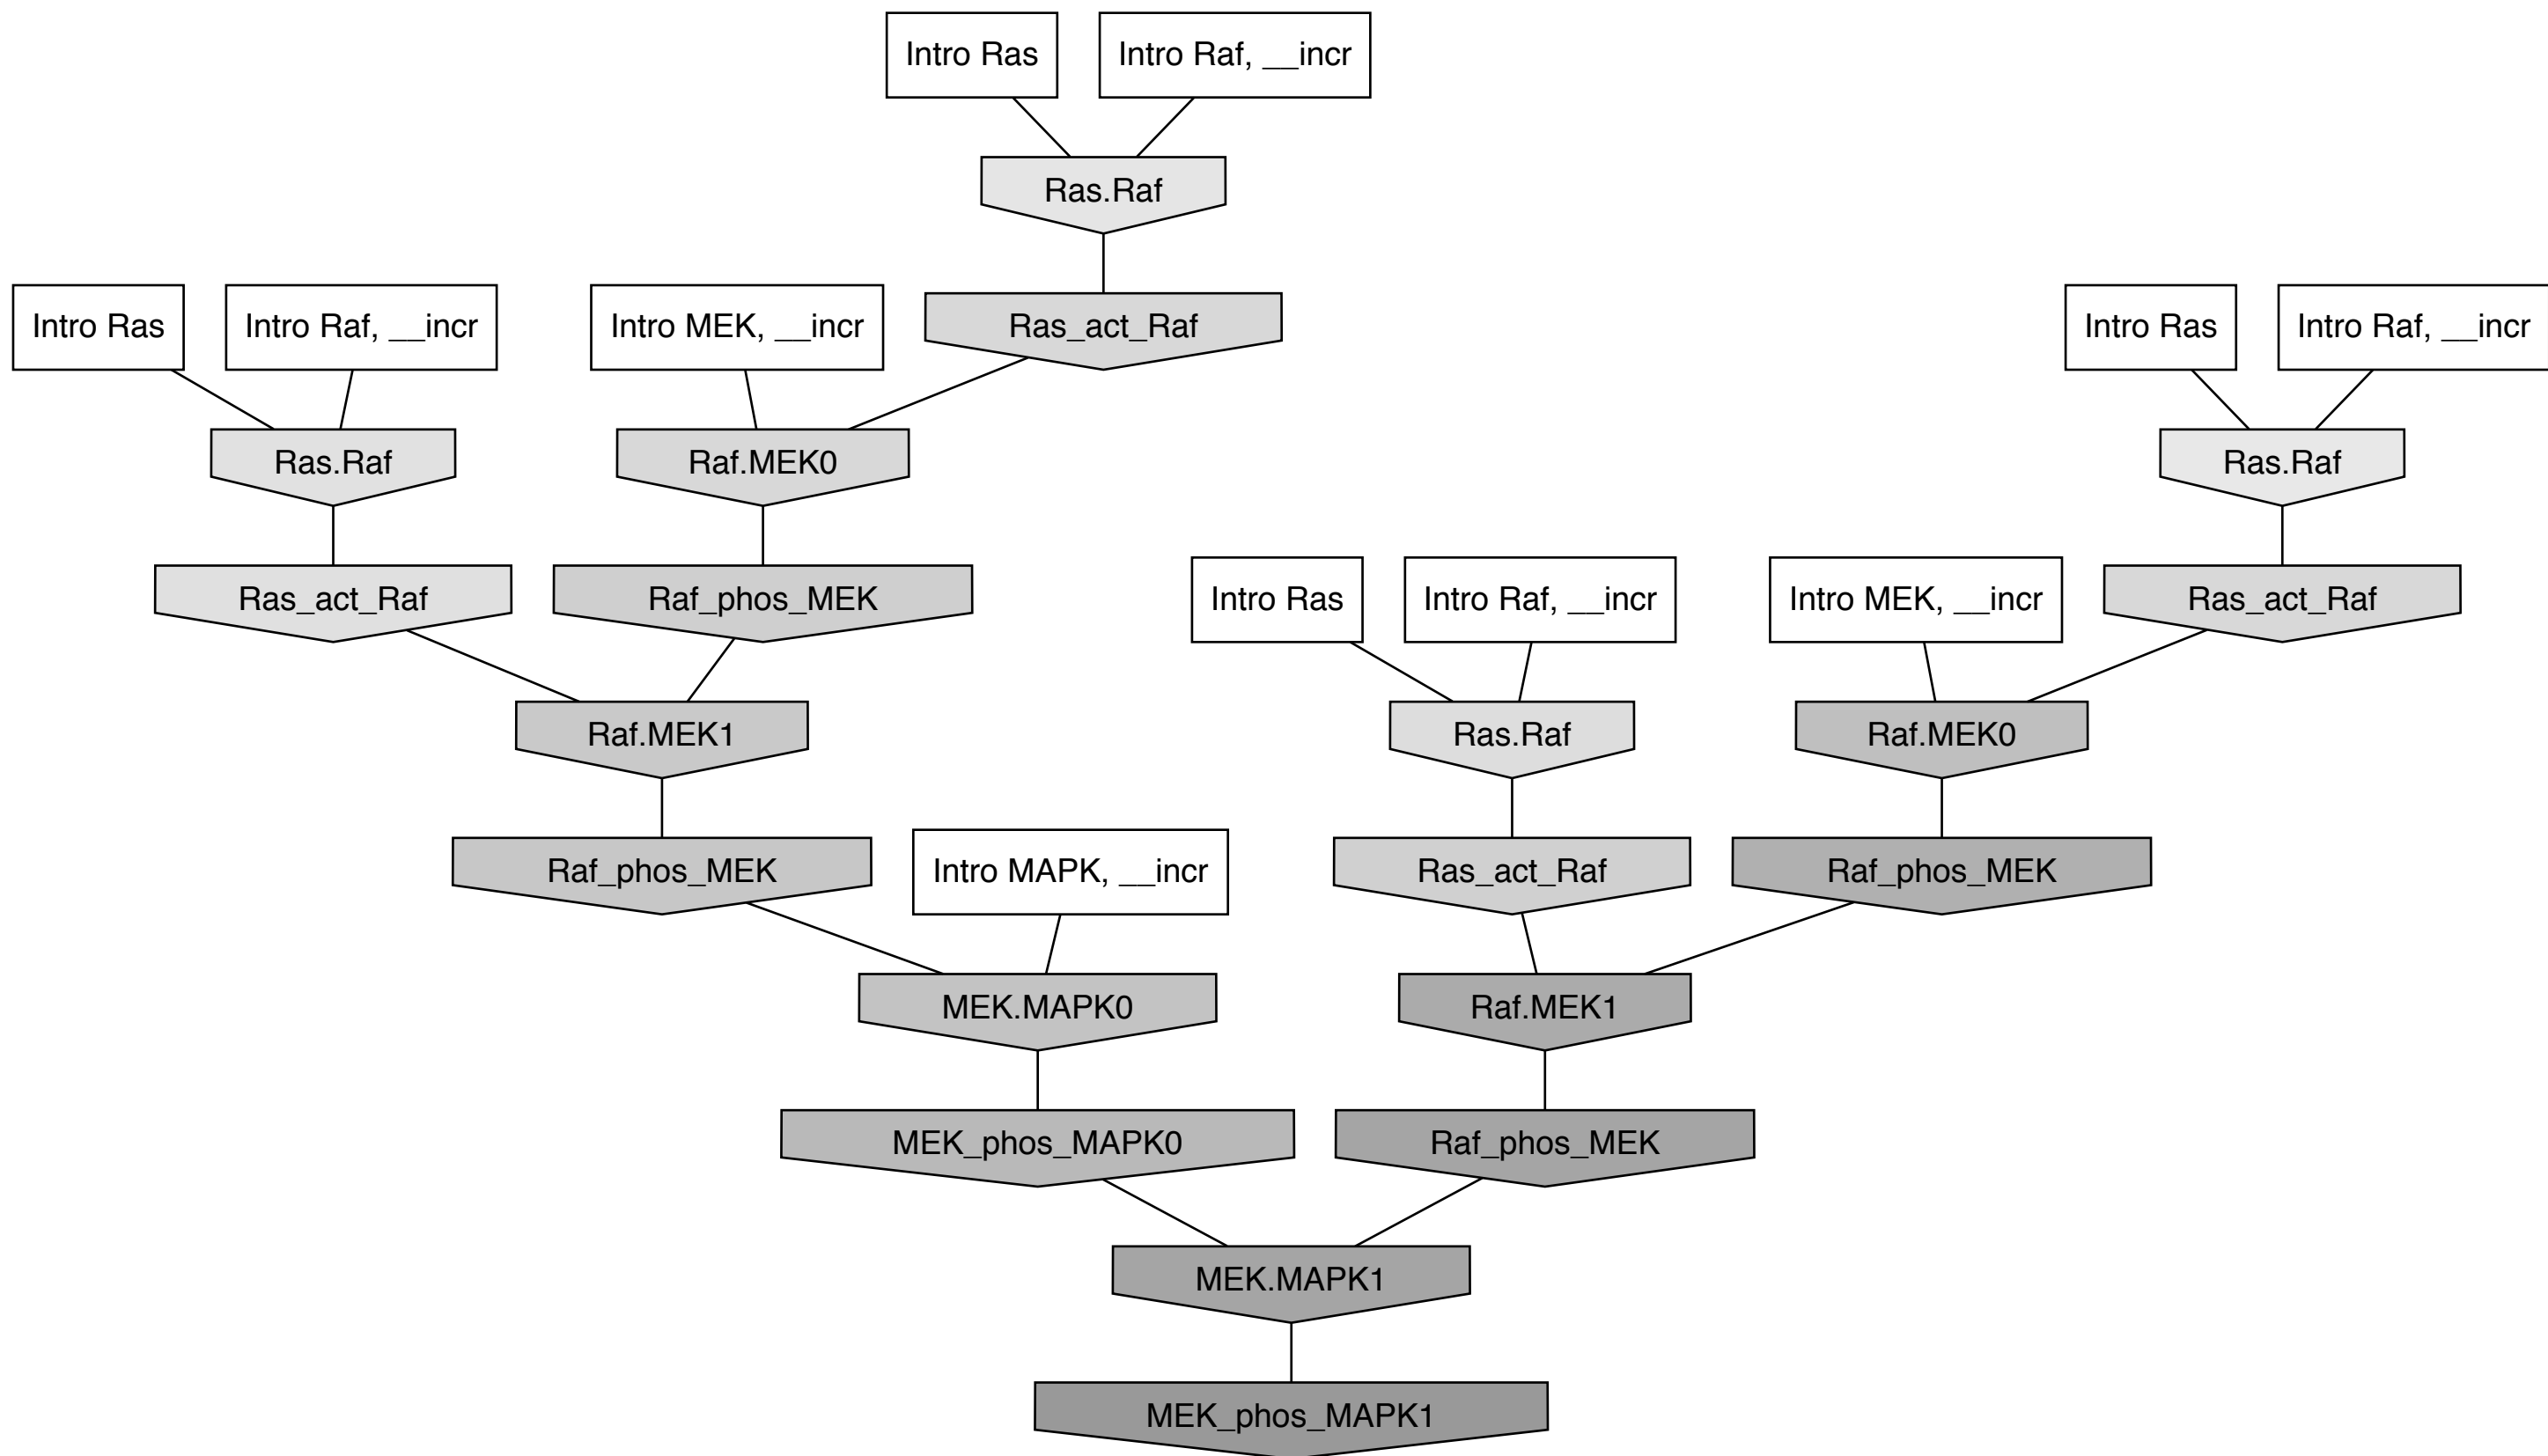 Intro Ras
Intro Raf, __incr
Ras.Raf
Intro Ras
Intro Raf, __incr
Intro MEK, __incr
Ras_act_Raf
Intro Ras
Intro Raf, __incr
Ras.Raf
Raf.MEK0
Ras.Raf
Ras_act_Raf
Raf_phos_MEK
Intro Ras
Intro Raf, __incr
Intro MEK, __incr
Ras_act_Raf
Raf.MEK1
Ras.Raf
Raf.MEK0
Raf_phos_MEK
Intro MAPK, __incr
Ras_act_Raf
Raf_phos_MEK
MEK.MAPK0
Raf.MEK1
MEK_phos_MAPK0
Raf_phos_MEK
MEK.MAPK1
MEK_phos_MAPK1